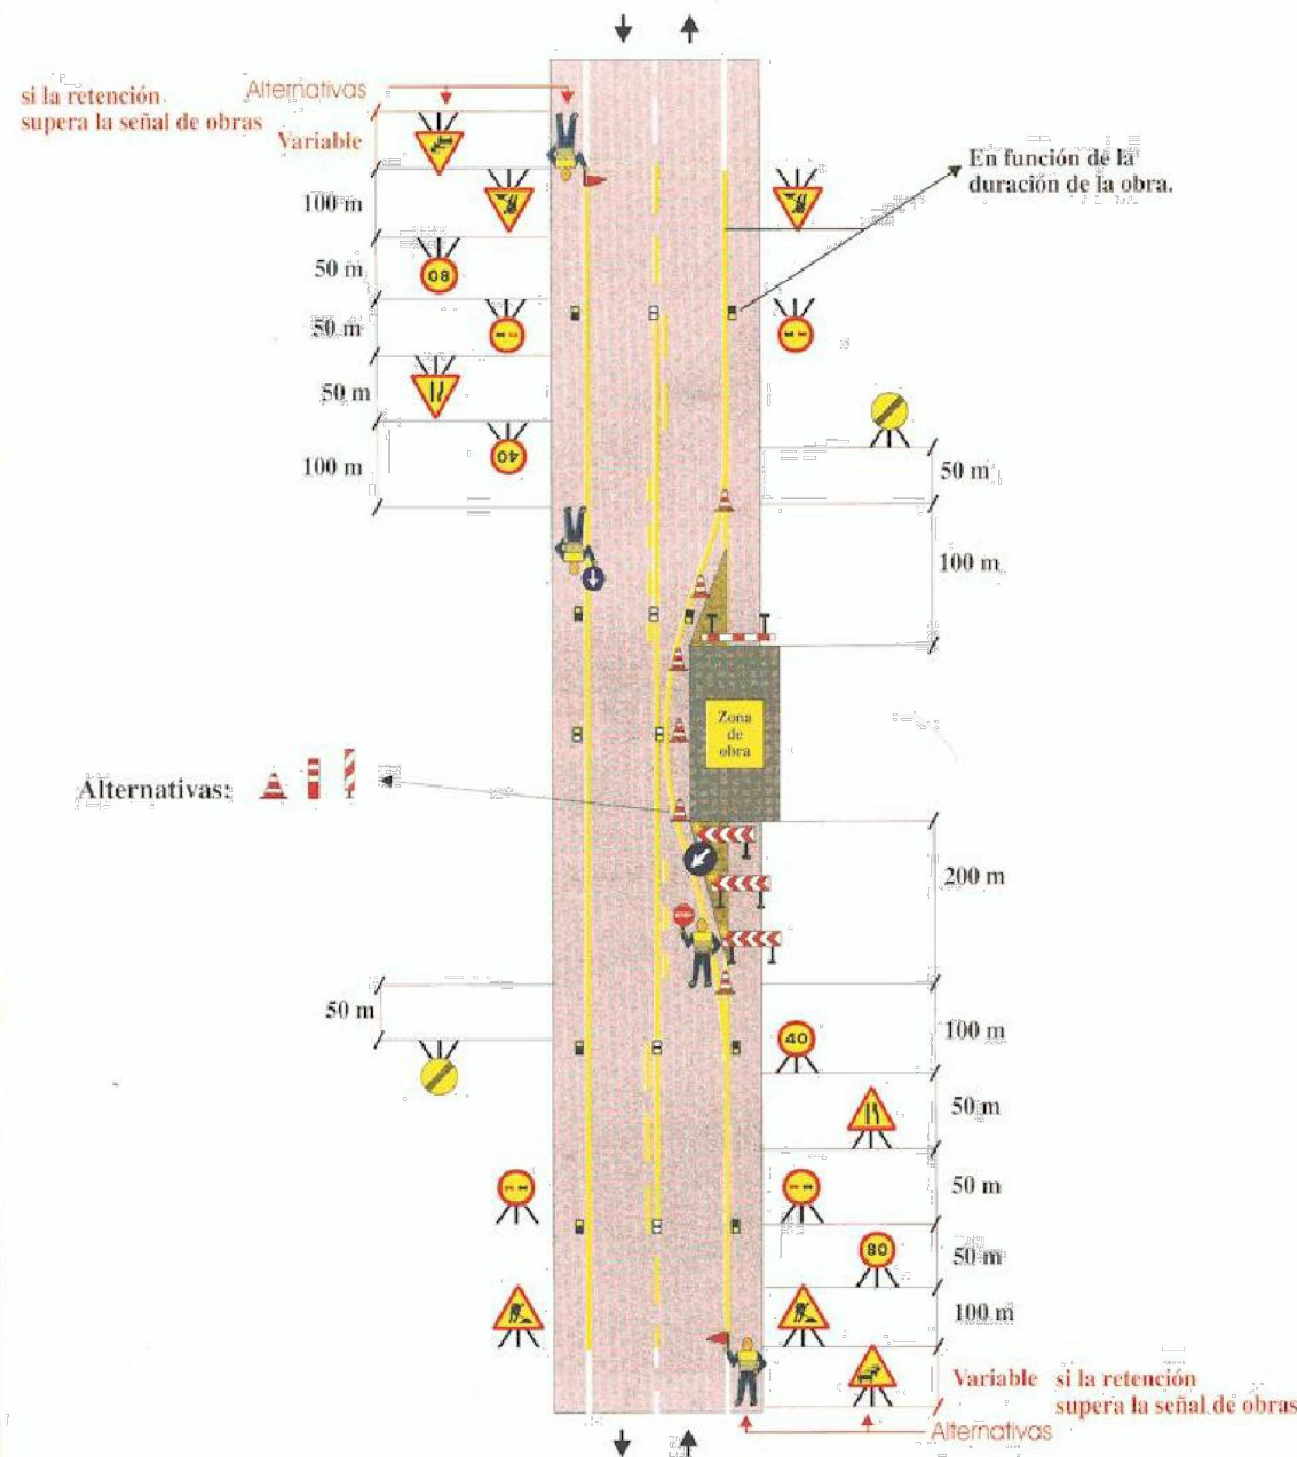 Alternativas
si la retención
supera la señal de obras
Variable
100 m
50 m
80
50 m
50 m
40
100 m
En función de la
duración de la obra.
50 m
100 m
Zona
de
obra
Alternativas:
200 m
50 m
100 m
40
50 m
50 m
80
50 m
100 m
Variable
si la retención
supera la señal de obras
Alternativas